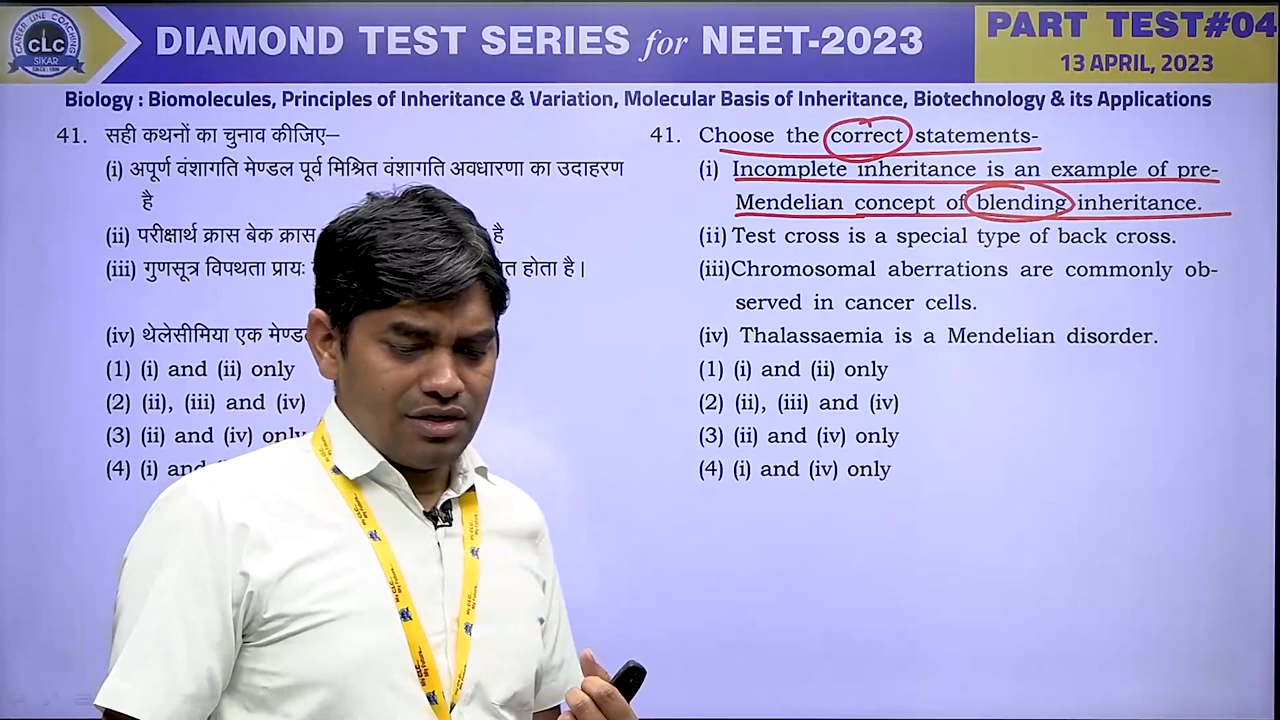 CAREER LINE COACHING
CLC
SIKAR
DIAMOND TEST SERIES for NEET-2023
PART TEST#04
13 APRIL, 2023
Biology : Biomolecules, Principles of Inheritance & Variation, Molecular Basis of Inheritance, Biotechnology & its Applications
41. सही कथनों का चुनाव कीजिए–
(i) अपूर्ण वंशागति मेण्डल पूर्व मिश्रित वंशागति अवधारणा का उदाहरण
है
(ii) परीक्षार्थ क्रास बेक क्रास है
(iii) गुणसूत्र विपथता प्रायः होता है।
(iv) थेलेसीमिया एक
(1) (i) and (ii) only
(2) (ii), (iii) and (iv)
(3) (ii) and (iv) only
(4) (i) and
41. Choose the correct statements-
(i) Incomplete inheritance is an example of pre-
Mendelian concept of blending inheritance.
(ii) Test cross is a special type of back cross.
(iii)Chromosomal aberrations are commonly ob-
served in cancer cells.
(iv) Thalassaemia is a Mendelian disorder.
(1) (i) and (ii) only
(2) (ii), (iii) and (iv)
(3) (ii) and (iv) only
(4) (i) and (iv) only